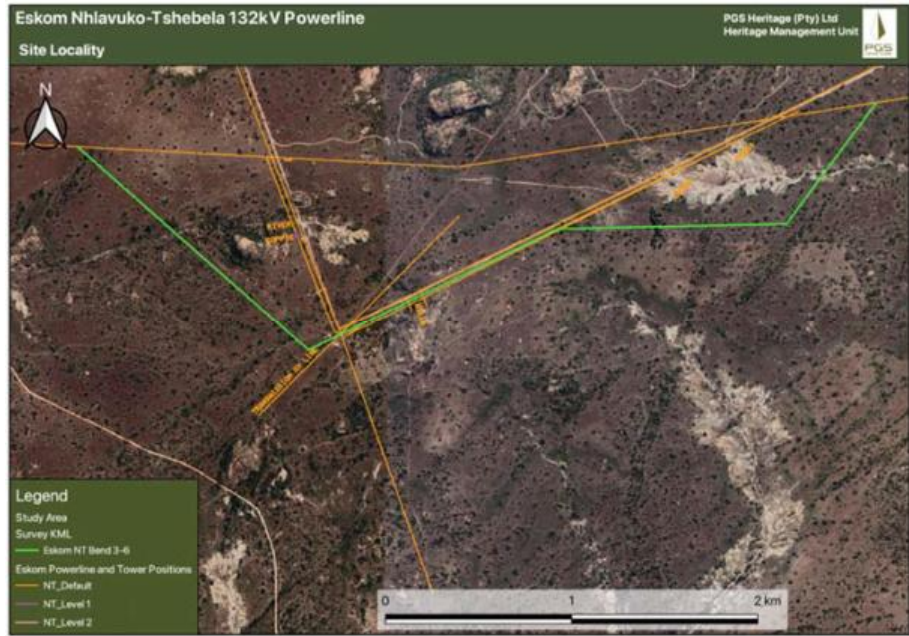 Eskom Nhlavuko-Tshebela 132kV Powerline
Site Locality
PGS Heritage (Pty) Ltd
Heritage Management Unit
PGS
N
Legend
Study Area
Survey KML
Eskom NT Bend 3-6
Eskom Powerline and Tower Positions
NT_Default
NT_Level 1
NT_Level 2
0 1 2 km